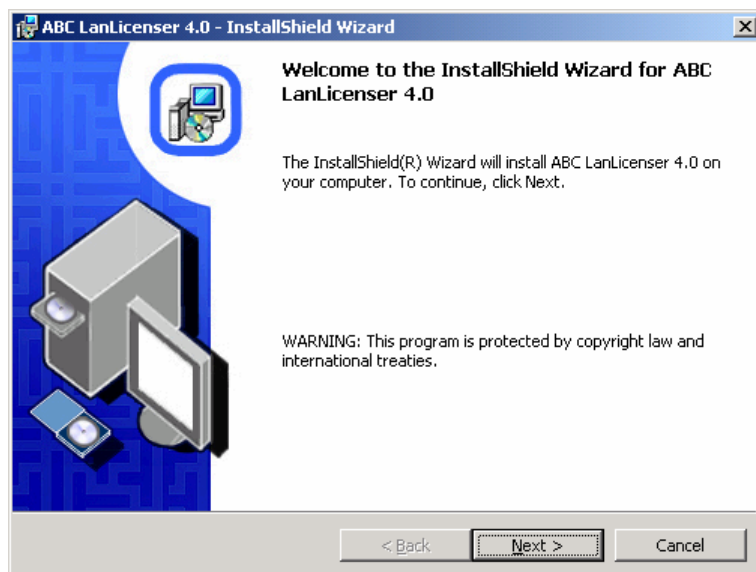 ABC LanLicenser 4.0 - InstallShield Wizard
Welcome to the InstallShield Wizard for ABC
LanLicenser 4.0
The InstallShield(R) Wizard will install ABC LanLicenser 4.0 on
your computer. To continue, click Next.
WARNING: This program is protected by copyright law and
international treaties.
< Back
Next >
Cancel